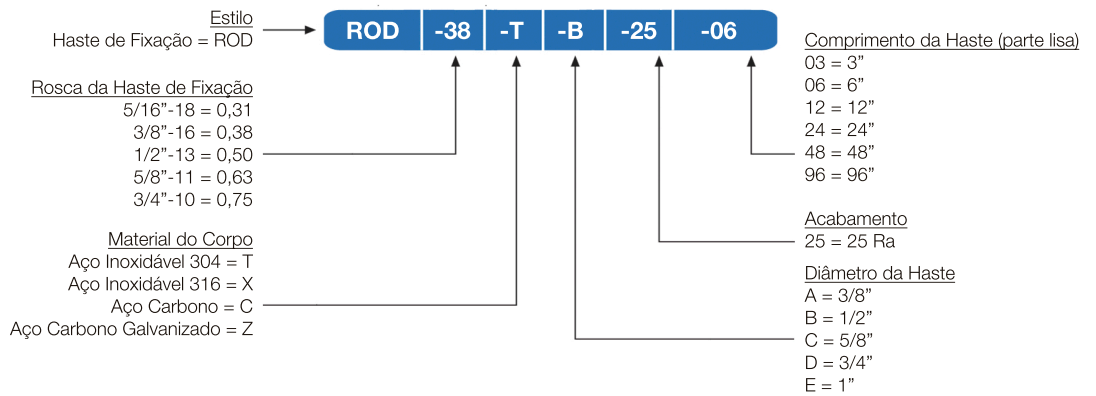 Estilo
Haste de Fixação = ROD
ROD -38 -T -B -25 -06
Rosca da Haste de Fixação
5/16”-18 = 0,31
3/8”-16 = 0,38
1/2”-13 = 0,50
5/8”-11 = 0,63
3/4”-10 = 0,75
Material do Corpo
Aço Inoxidável 304 = T
Aço Inoxidável 316 = X
Aço Carbono = C
Aço Carbono Galvanizado = Z
Comprimento da Haste (parte lisa)
03 = 3”
06 = 6”
12 = 12”
24 = 24”
48 = 48”
96 = 96”
Acabamento
25 = 25 Ra
Diâmetro da Haste
A = 3/8”
B = 1/2”
C = 5/8”
D = 3/4”
E = 1”